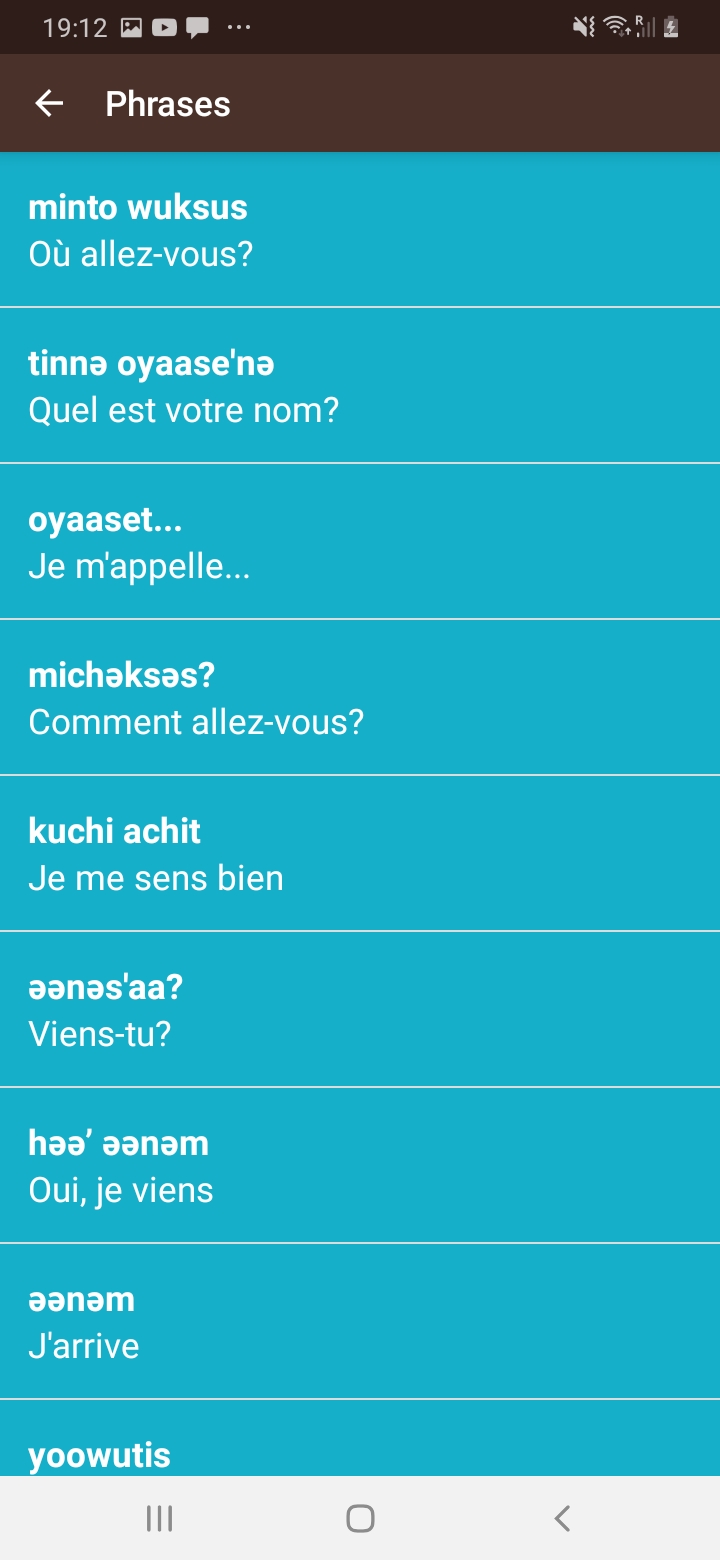 19:12
R
Phrases
minto wuksus
Où allez-vous?
tinnə oyaase'nə
Quel est votre nom?
oyaaset...
Je m'appelle...
michəksəs?
Comment allez-vous?
kuchi achit
Je me sens bien
əənəs'aa?
Viens-tu?
həə’ əənəm
Oui, je viens
əənəm
J'arrive
yoowutis